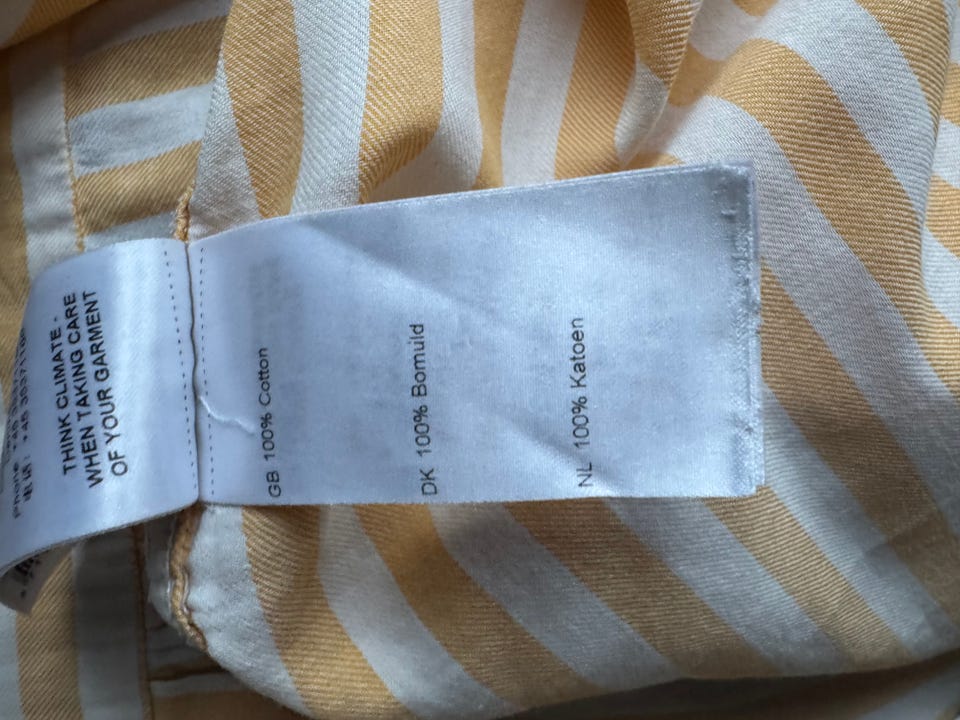 THINK CLIMATE -
WHEN TAKING CARE
OF YOUR GARMENT
GB 100% Cotton
DK 100% Bomuld
NL 100% Katoen